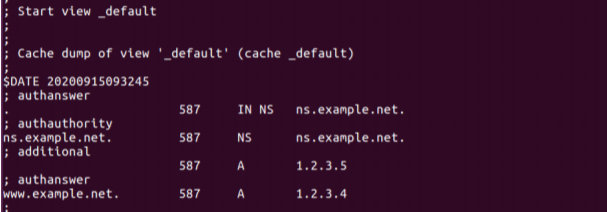 ; Start view _default
;
;
; Cache dump of view '_default' (cache _default)
;
$DATE 20200915093245
; authanswer
. 587 IN NS ns.example.net.
; authauthority
ns.example.net. 587 NS ns.example.net.
; additional
587 A 1.2.3.5
; authanswer
www.example.net. 587 A 1.2.3.4
;